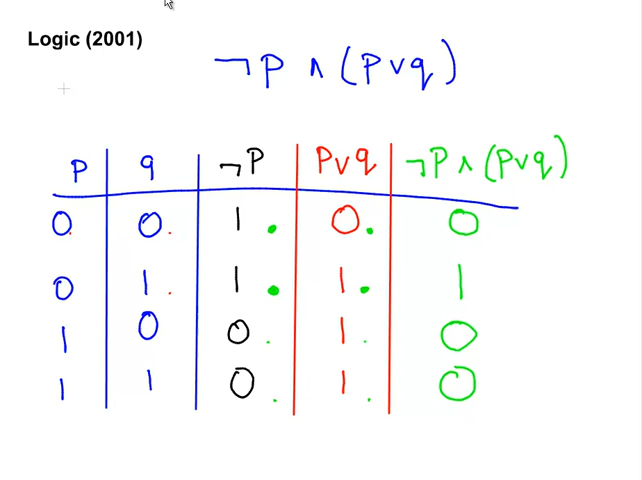 Logic (2001)
¬P ∧ (P∨q)
P q ¬P P∨q ¬P ∧ (P∨q)
0 0 1 0 0
0 1 1 1 1
1 0 0 1 0
1 1 0 1 0